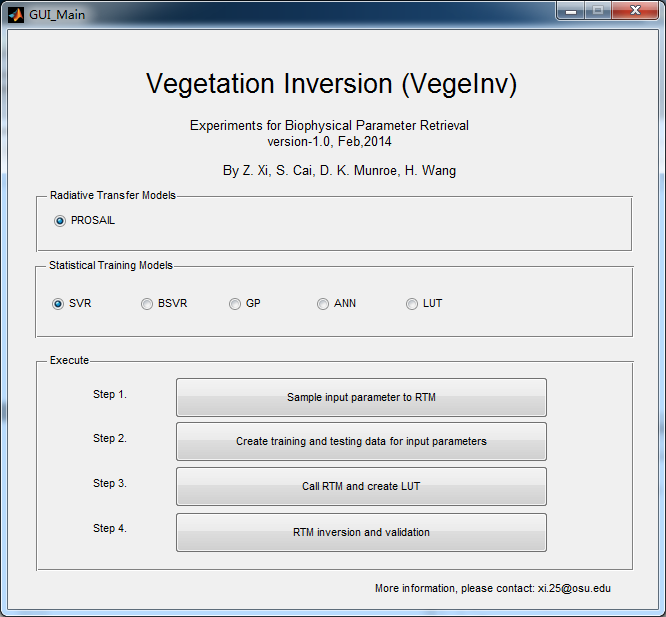 GUI_Main
Vegetation Inversion (VegeInv)
Experiments for Biophysical Parameter Retrieval
version-1.0, Feb,2014
By Z. Xi, S. Cai, D. K. Munroe, H. Wang
Radiative Transfer Models
PROSAIL
Statistical Training Models
SVR BSVR GP ANN LUT
Execute
Step 1. Sample input parameter to RTM
Step 2. Create training and testing data for input parameters
Step 3. Call RTM and create LUT
Step 4. RTM inversion and validation
More information, please contact: xi.25@osu.edu